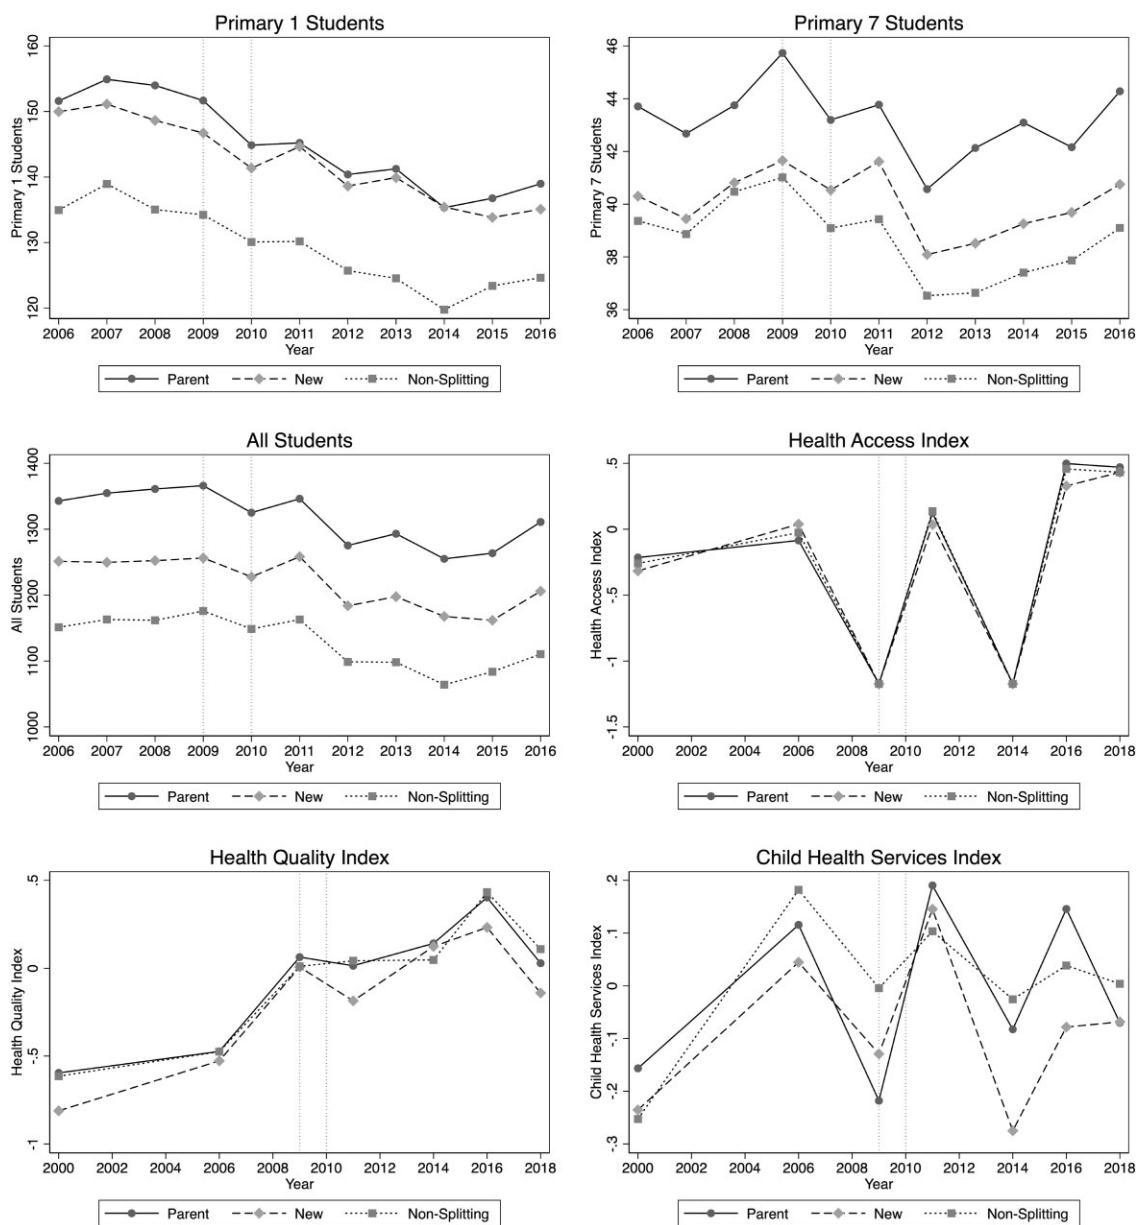 Primary 1 Students
Primary 1 Students
160
150
140
130
120
2006 2007 2008 2009 2010 2011 2012 2013 2014 2015 2016
Year
Parent New Non-Splitting
Primary 7 Students
Primary 7 Students
46
44
42
40
38
36
2006 2007 2008 2009 2010 2011 2012 2013 2014 2015 2016
Year
Parent New Non-Splitting
All Students
All Students
1400
1300
1200
1100
1000
2006 2007 2008 2009 2010 2011 2012 2013 2014 2015 2016
Year
Parent New Non-Splitting
Health Access Index
Health Access Index
.5
0
-.5
-1
-1.5
2000 2002 2004 2006 2008 2010 2012 2014 2016 2018
Year
Parent New Non-Splitting
Health Quality Index
Health Quality Index
.5
0
-.5
-1
2000 2002 2004 2006 2008 2010 2012 2014 2016 2018
Year
Parent New Non-Splitting
Child Health Services Index
Child Health Services Index
.2
.1
0
-.1
-.2
-.3
2000 2002 2004 2006 2008 2010 2012 2014 2016 2018
Year
Parent New Non-Splitting